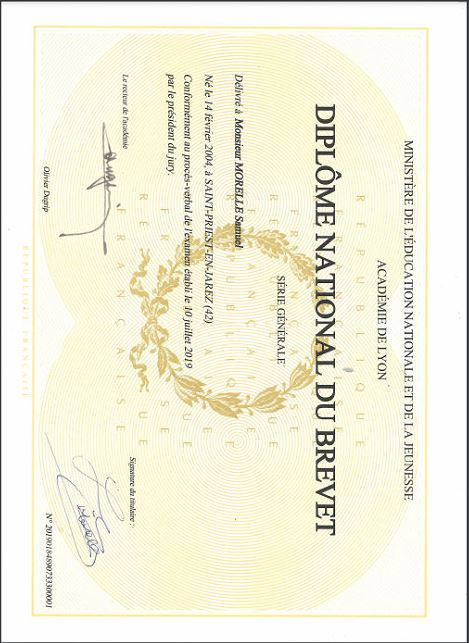 MINISTÈRE DE L'ÉDUCATION NATIONALE ET DE LA JEUNESSE
ACADÉMIE DE LYON
DIPLÔME NATIONAL DU BREVET
SÉRIE GÉNÉRALE
Délivré à Monsieur MORELLE Samuel
Né le 14 février 2004, à SAINT-PRIEST-EN-JAREZ (42)
Conformément au procès-verbal de l'examen établi le 10 juillet 2019
par le président du jury.
Le recteur de l'académie
Signature du titulaire :
Olivier Dugrip
N° 20190184890733300001
RÉPUBLIQUE FRANÇAISE